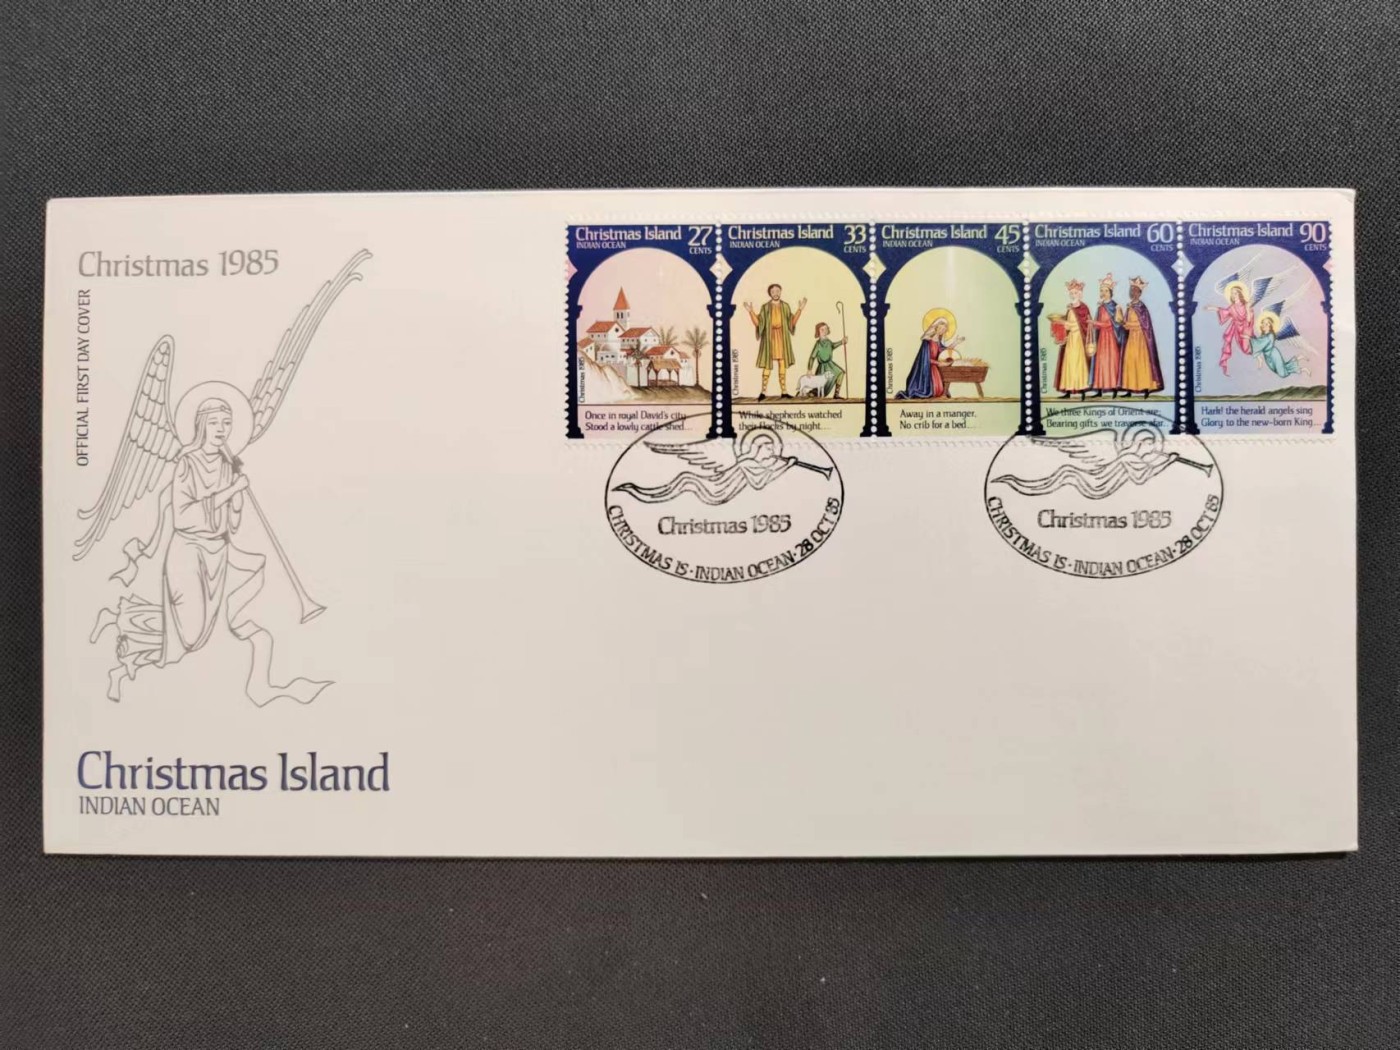 Christmas 1985
OFFICIAL FIRST DAY COVER
Christmas Island 27
INDIAN OCEAN CENTS
Christmas 1985
Once in royal David's city
Stood a lowly cattle shed...
Christmas Island 33
INDIAN OCEAN CENTS
Christmas 1985
While shepherds watched
their flocks by night....
Christmas Island 45
INDIAN OCEAN CENTS
Christmas 1985
Away in a manger,
No crib for a bed....
Christmas Island 60
INDIAN OCEAN CENTS
Christmas 1985
We three Kings of Orient are;
Bearing gifts we traverse afar...
Christmas Island 90
INDIAN OCEAN CENTS
Christmas 1985
Hark! the herald angels sing
Glory to the new-born King....
Christmas 1985
CHRISTMAS IS · INDIAN OCEAN · 28 OCT 85
Christmas 1985
CHRISTMAS IS · INDIAN OCEAN · 28 OCT 85
Christmas Island
INDIAN OCEAN